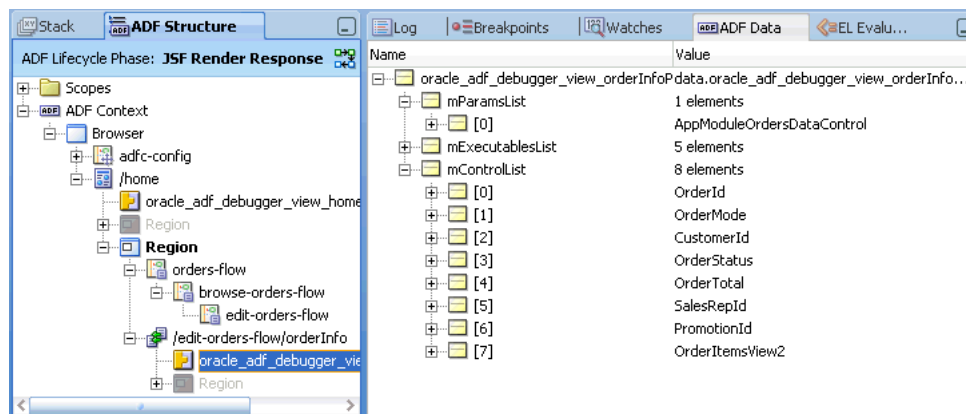 Stack
ADF Structure
ADF Lifecycle Phase: JSF Render Response
Scopes
ADF ADF Context
Browser
adfc-config
/home
oracle_adf_debugger_view_home
Region
Region
orders-flow
browse-orders-flow
edit-orders-flow
/edit-orders-flow/orderInfo
oracle_adf_debugger_vie
Region
Log
Breakpoints
Watches
ADF ADF Data
EL Evalu...
Name Value
oracle_adf_debugger_view_orderInfoP data.oracle_adf_debugger_view_orderInfo...
mParamsList 1 elements
[0] AppModuleOrdersDataControl
mExecutablesList 5 elements
mControlList 8 elements
[0] OrderId
[1] OrderMode
[2] CustomerId
[3] OrderStatus
[4] OrderTotal
[5] SalesRepId
[6] PromotionId
[7] OrderItemsView2